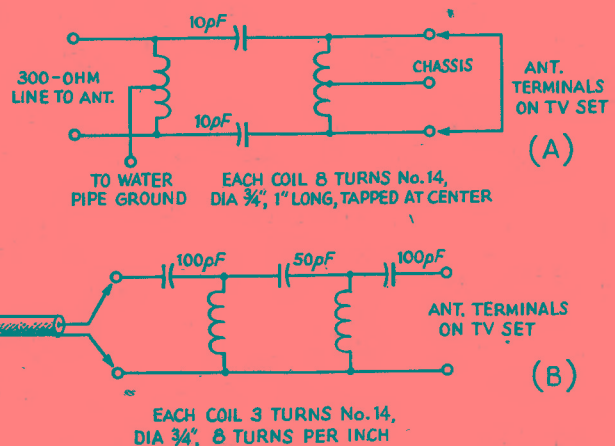 10pF
300-OHM
LINE TO ANT.
CHASSIS
ANT.
TERMINALS
ON TV SET
(A)
10pF
TO WATER
PIPE GROUND
EACH COIL 8 TURNS No.14,
DIA 3/4", 1" LONG, TAPPED AT CENTER
100pF
50pF
100pF
ANT. TERMINALS
ON TV SET
(B)
EACH COIL 3 TURNS No.14,
DIA 3/4", 8 TURNS PER INCH